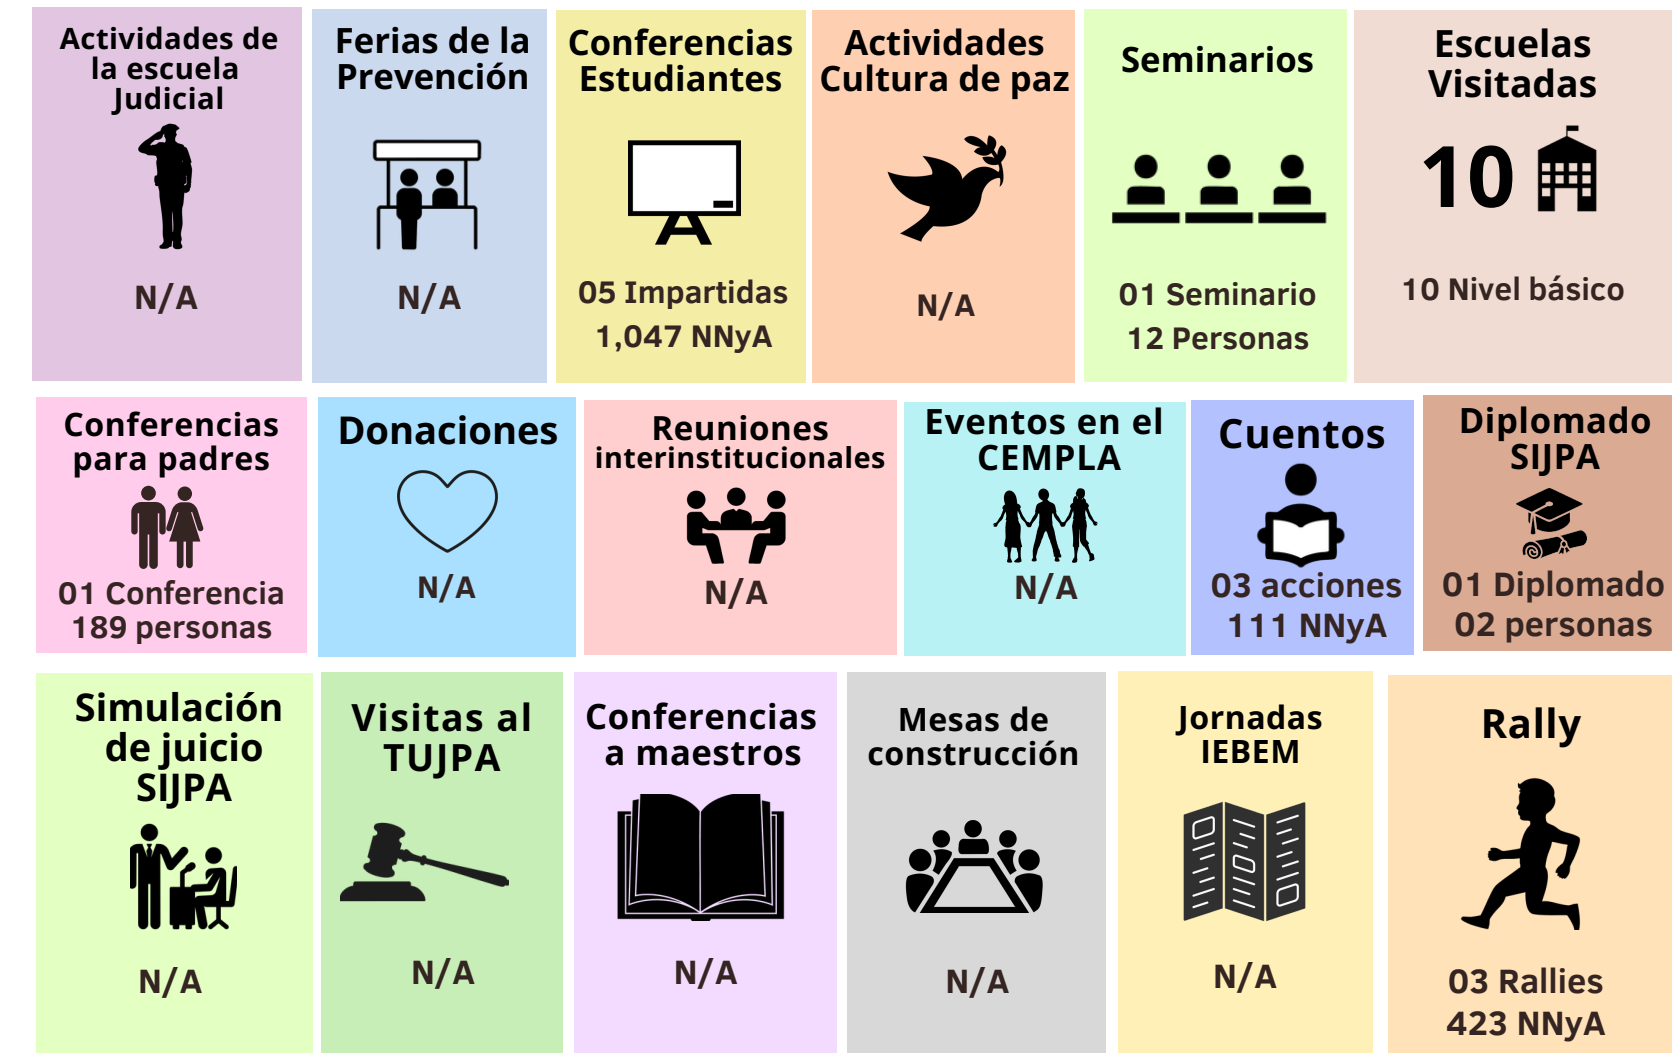 Actividades de
la escuela
Judicial
N/A
Ferias de la
Prevención
N/A
Conferencias
Estudiantes
05 Impartidas
1,047 NNyA
Actividades
Cultura de paz
N/A
Seminarios
01 Seminario
12 Personas
Escuelas
Visitadas
10
10 Nivel básico
Conferencias
para padres
01 Conferencia
189 personas
Donaciones
N/A
Reuniones
interinstitucionales
N/A
Eventos en el
CEMPLA
N/A
Cuentos
03 acciones
111 NNyA
Diplomado
SIJPA
01 Diplomado
02 personas
Simulación
de juicio
SIJPA
N/A
Visitas al
TUJPA
N/A
Conferencias
a maestros
N/A
Mesas de
construcción
N/A
Jornadas
IEBEM
N/A
Rally
03 Rallies
423 NNyA